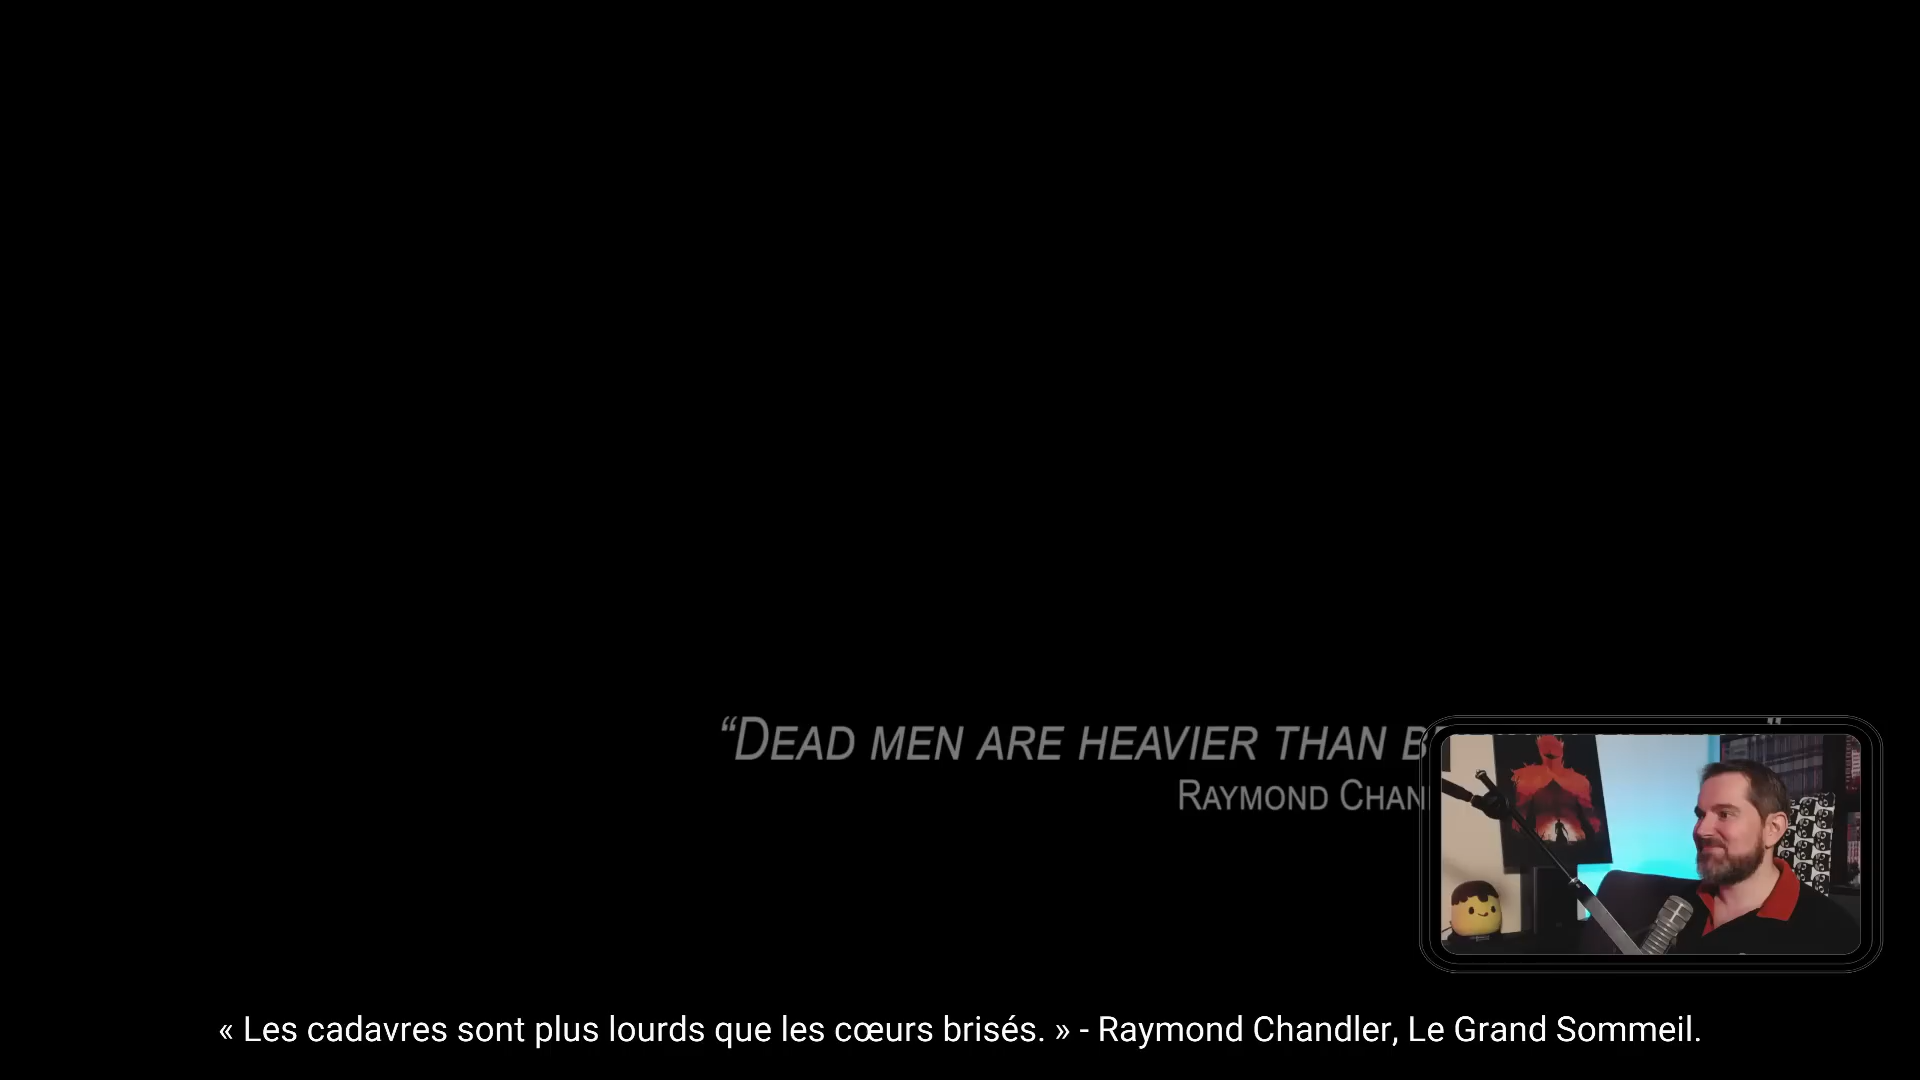 “DEAD MEN ARE HEAVIER THAN
RAYMOND
« Les cadavres sont plus lourds que les cœurs brisés. » - Raymond Chandler, Le Grand Sommeil.